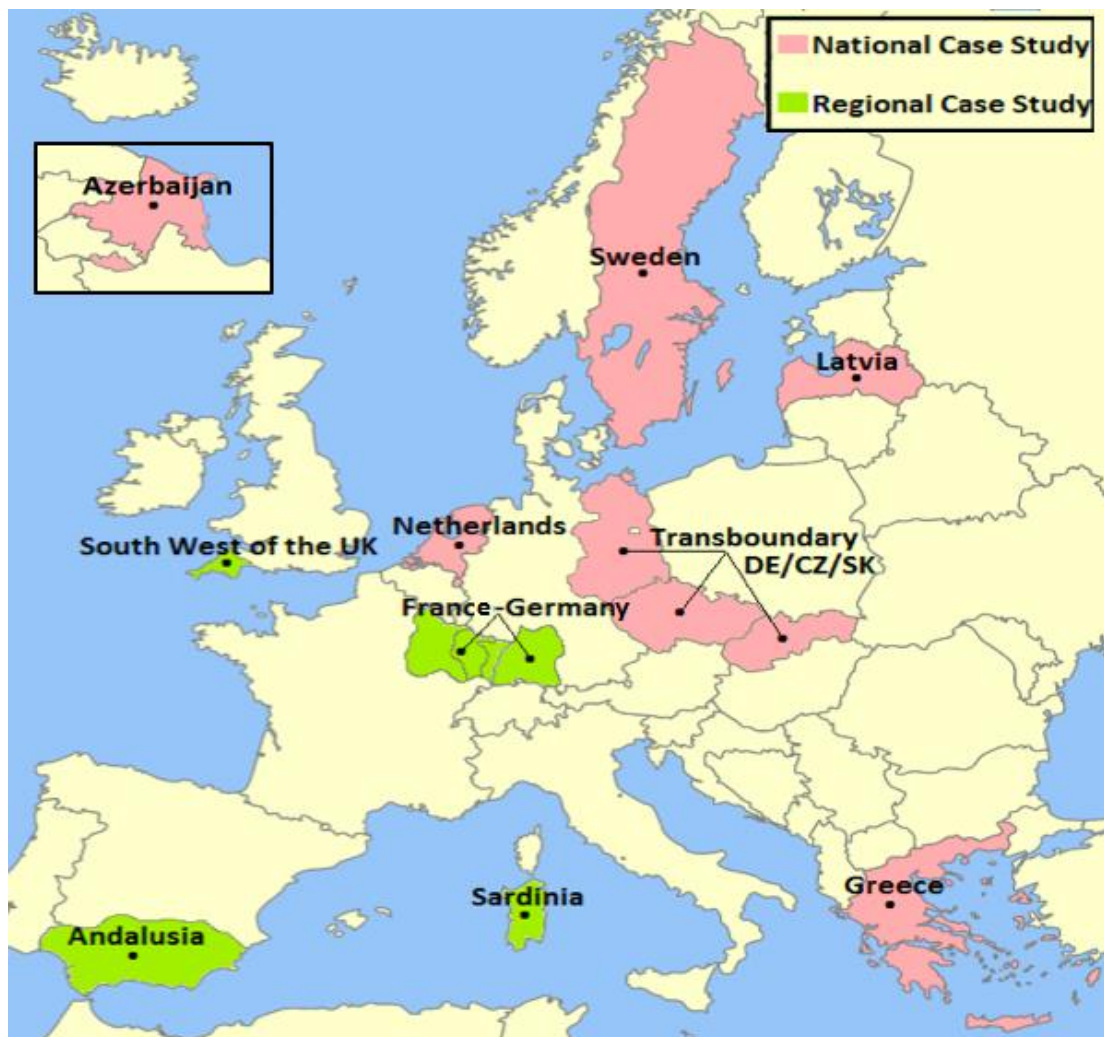 National Case Study
Regional Case Study
Azerbaijan
Sweden
Latvia
Netherlands
South West of the UK
Transboundary
DE/CZ/SK
France-Germany
Sardinia
Greece
Andalusia